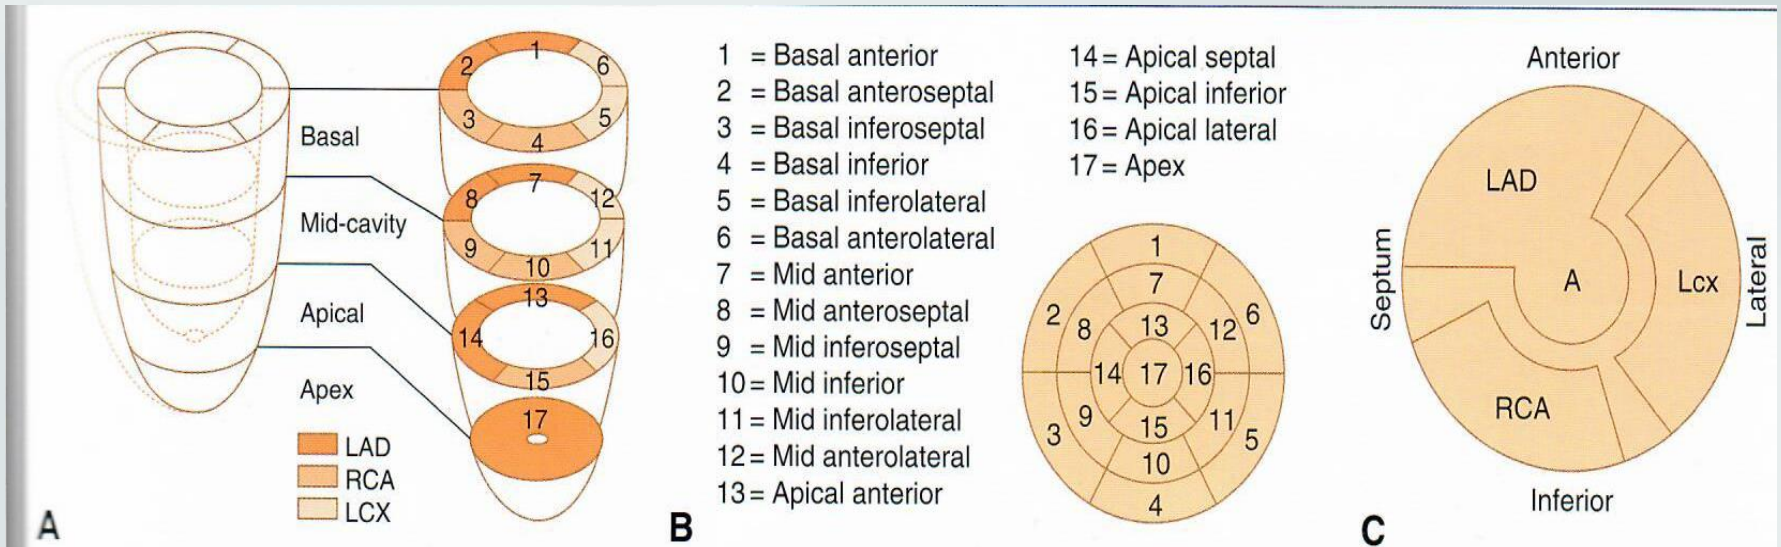 Basal
Mid-cavity
Apical
Apex
LAD
RCA
LCX
A
1
2
6
3
5
4
7
8
12
9
11
10
13
14
16
15
17
1 = Basal anterior
2 = Basal anteroseptal
3 = Basal inferoseptal
4 = Basal inferior
5 = Basal inferolateral
6 = Basal anterolateral
7 = Mid anterior
8 = Mid anteroseptal
9 = Mid inferoseptal
10 = Mid inferior
11 = Mid inferolateral
12 = Mid anterolateral
13 = Apical anterior
14 = Apical septal
15 = Apical inferior
16 = Apical lateral
17 = Apex
B
1
7
2
8
13
12
6
14
17
16
3
9
15
11
5
10
4
Anterior
LAD
Septum
A
Lcx
Lateral
RCA
Inferior
C